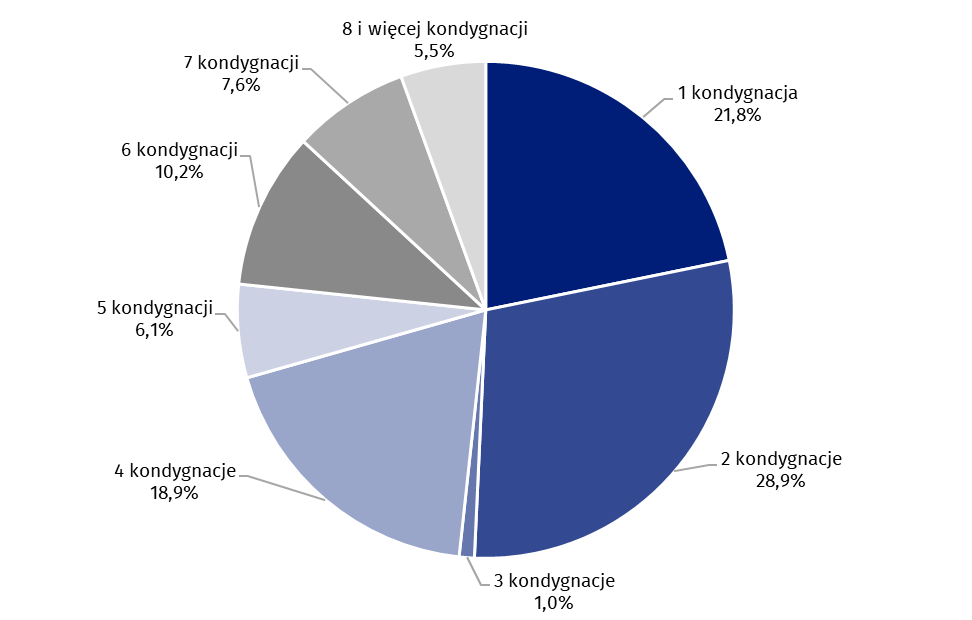 8 i więcej kondygnacji
5,5%
7 kondygnacji
7,6%
1 kondygnacja
21,8%
6 kondygnacji
10,2%
5 kondygnacji
6,1%
4 kondygnacje
18,9%
2 kondygnacje
28,9%
3 kondygnacje
1,0%